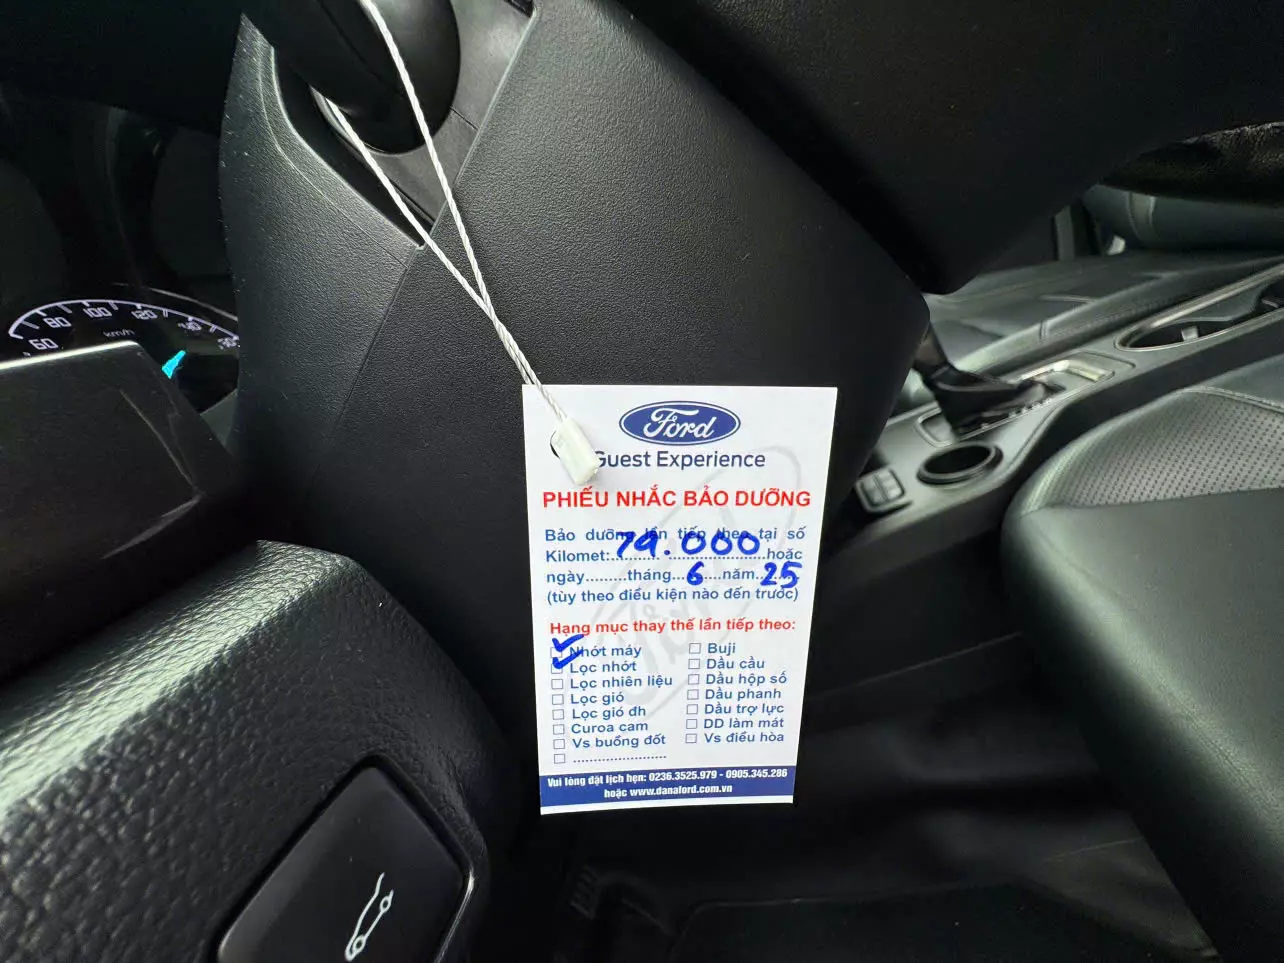 60 80 100 120 140
km/h
Ford
Guest Experience
PHIẾU NHẮC BẢO DƯỠNG
Bảo dưỡng lần tiếp theo tại số
Kilomet:.......... 79.000 ..........hoặc
ngày.........tháng...6....năm...25
(tùy theo điều kiện nào đến trước)
Hạng mục thay thế lần tiếp theo:
Nhớt máy
Lọc nhớt
Lọc nhiên liệu
Lọc gió
Lọc gió đh
Curoa cam
Vs buồng đốt
Buji
Dầu cầu
Dầu hộp số
Dầu phanh
Dầu trợ lực
DD làm mát
Vs điều hòa
Vui lòng đặt lịch hẹn: 0236.3525.979 - 0905.345.286
hoặc www.danaford.com.vn